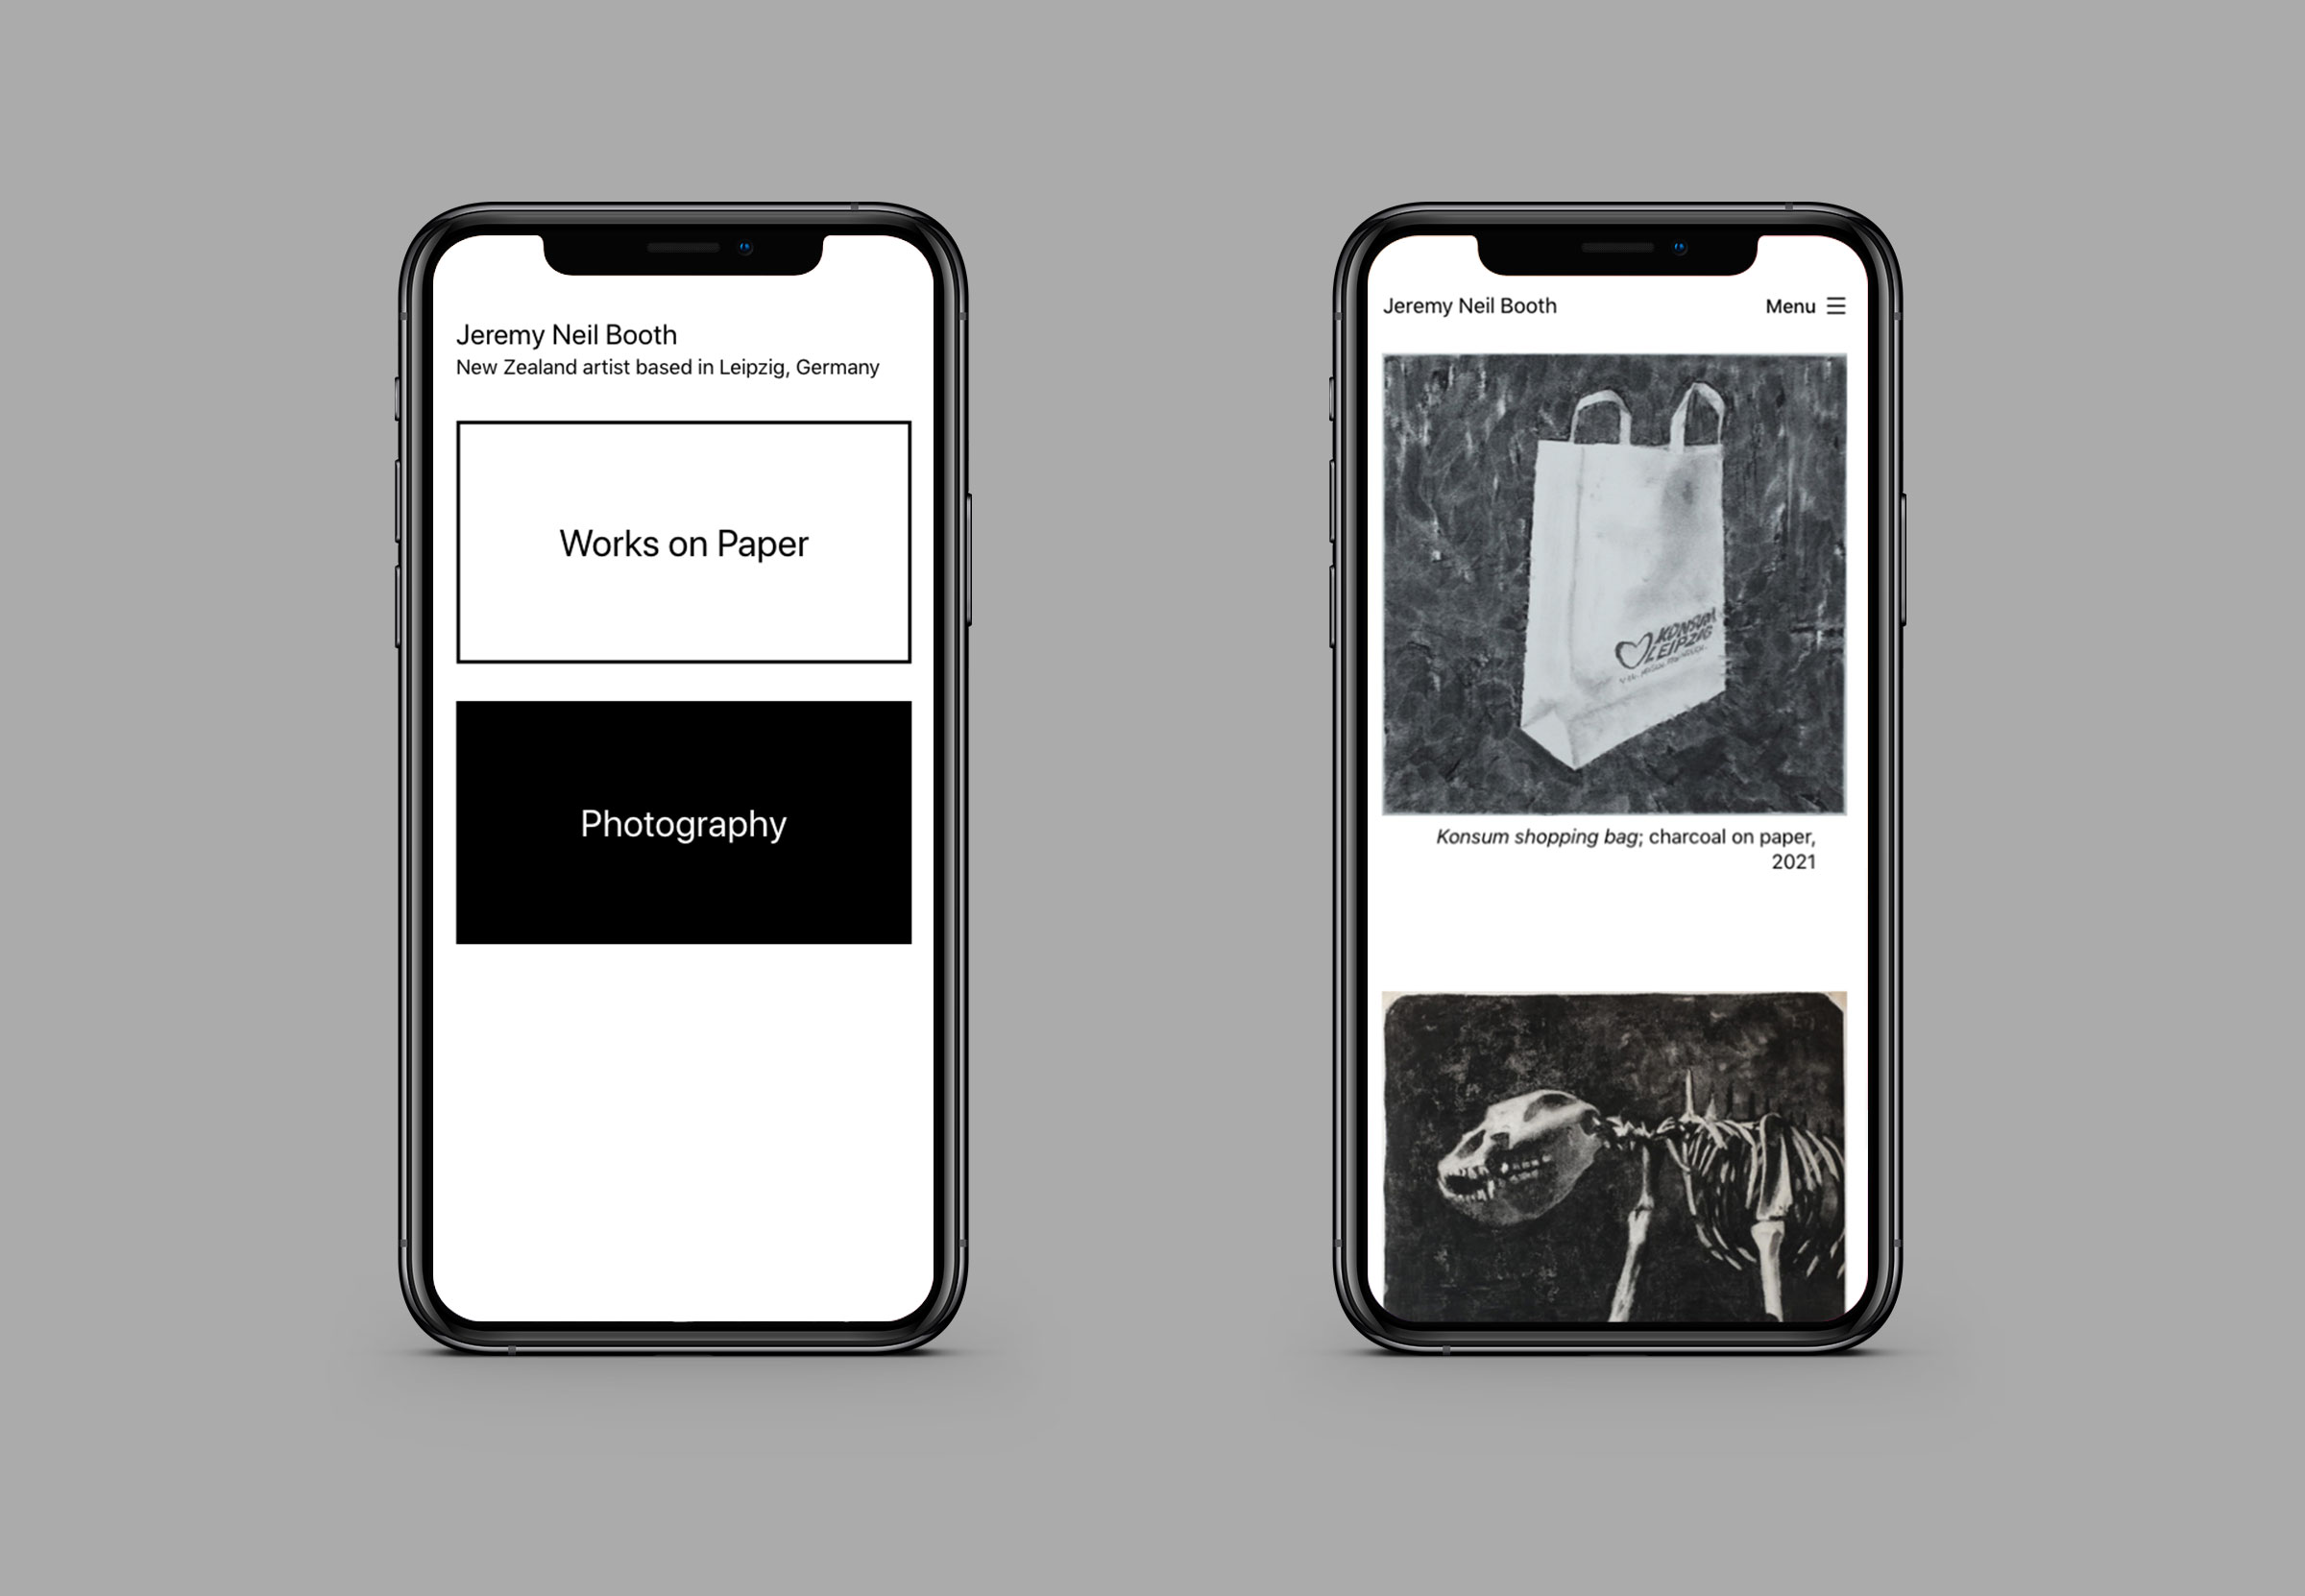 Jeremy Neil Booth
New Zealand artist based in Leipzig, Germany
Works on Paper
Photography
Jeremy Neil Booth
Menu
KONSUM
LEIPZIG
Konsum shopping bag; charcoal on paper,
2021